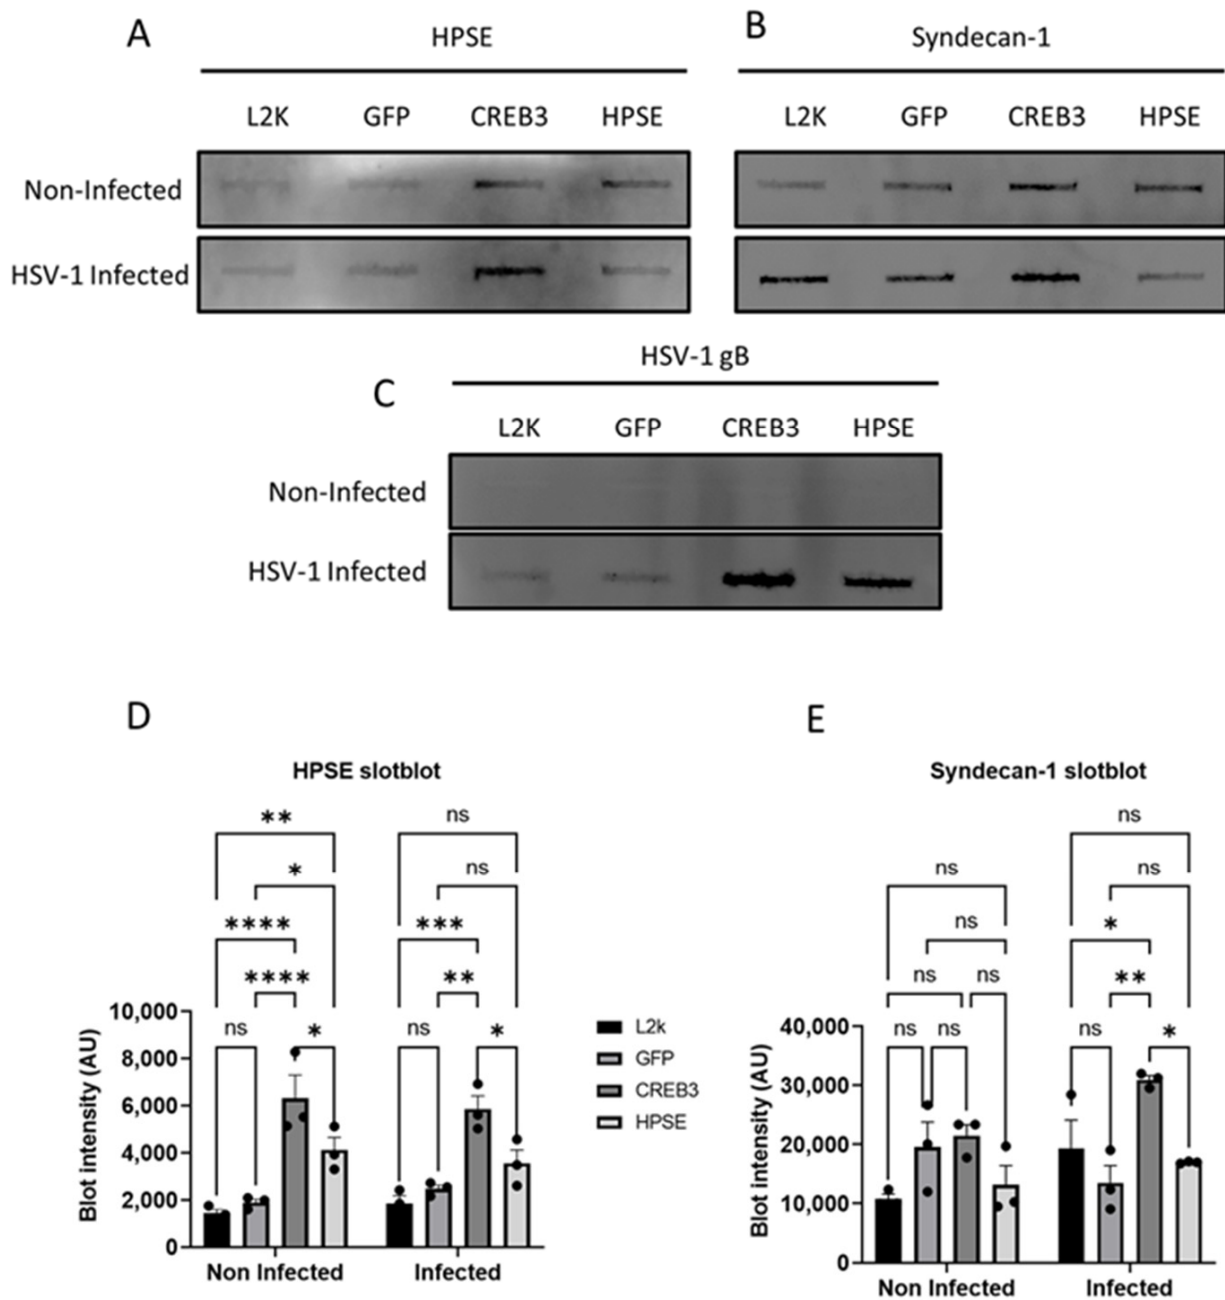 A
HPSE
L2K GFP CREB3 HPSE
Non-Infected
HSV-1 Infected
B
Syndecan-1
L2K GFP CREB3 HPSE
C
HSV-1 gB
L2K GFP CREB3 HPSE
Non-Infected
HSV-1 Infected
D
HPSE slotblot
** ns
* ns
**** ***
**** **
ns * ns *
Blot intensity (AU)
10,000
8,000
6,000
4,000
2,000
0
Non Infected Infected
L2k
GFP
CREB3
HPSE
E
Syndecan-1 slotblot
ns
ns ns
ns *
ns ns **
ns ns ns *
Blot intensity (AU)
40,000
30,000
20,000
10,000
0
Non Infected Infected